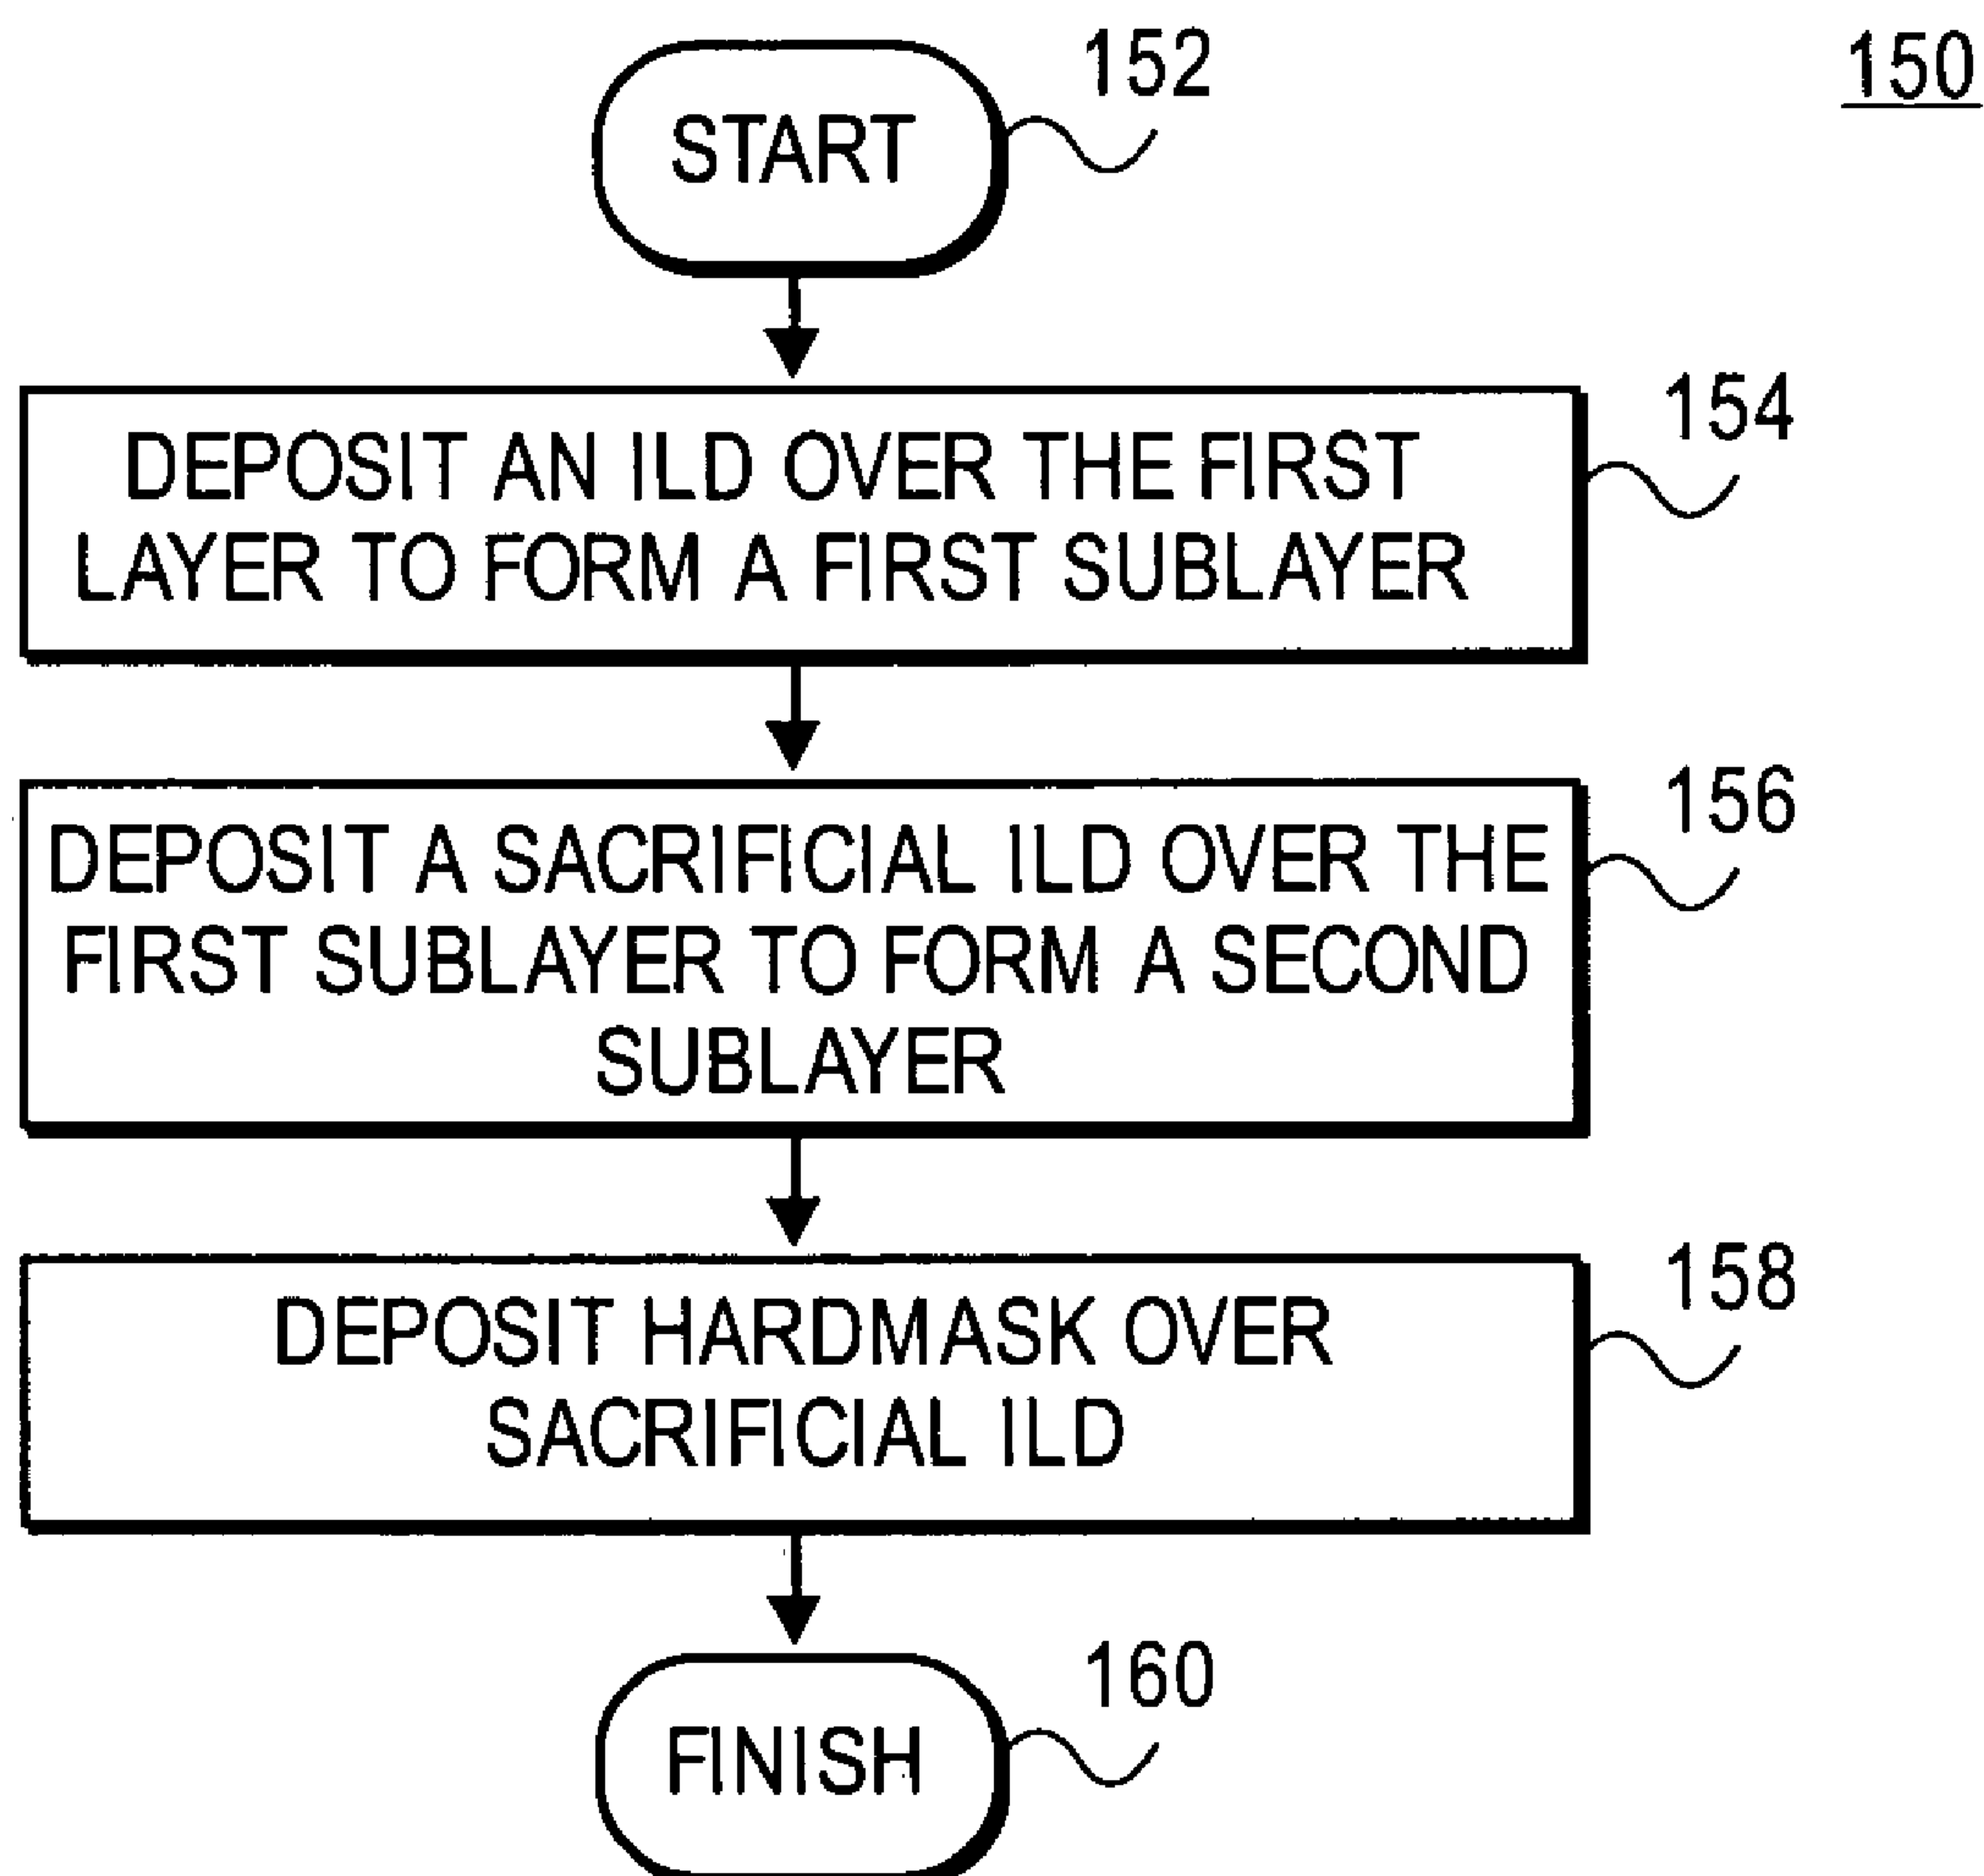 152
150
START
154
DEPOSIT AN ILD OVER THE FIRST
LAYER TO FORM A FIRST SUBLAYER
156
DEPOSIT A SACRIFICIAL ILD OVER THE
FIRST SUBLAYER TO FORM A SECOND
SUBLAYER
158
DEPOSIT HARDMASK OVER
SACRIFICIAL ILD
160
FINISH